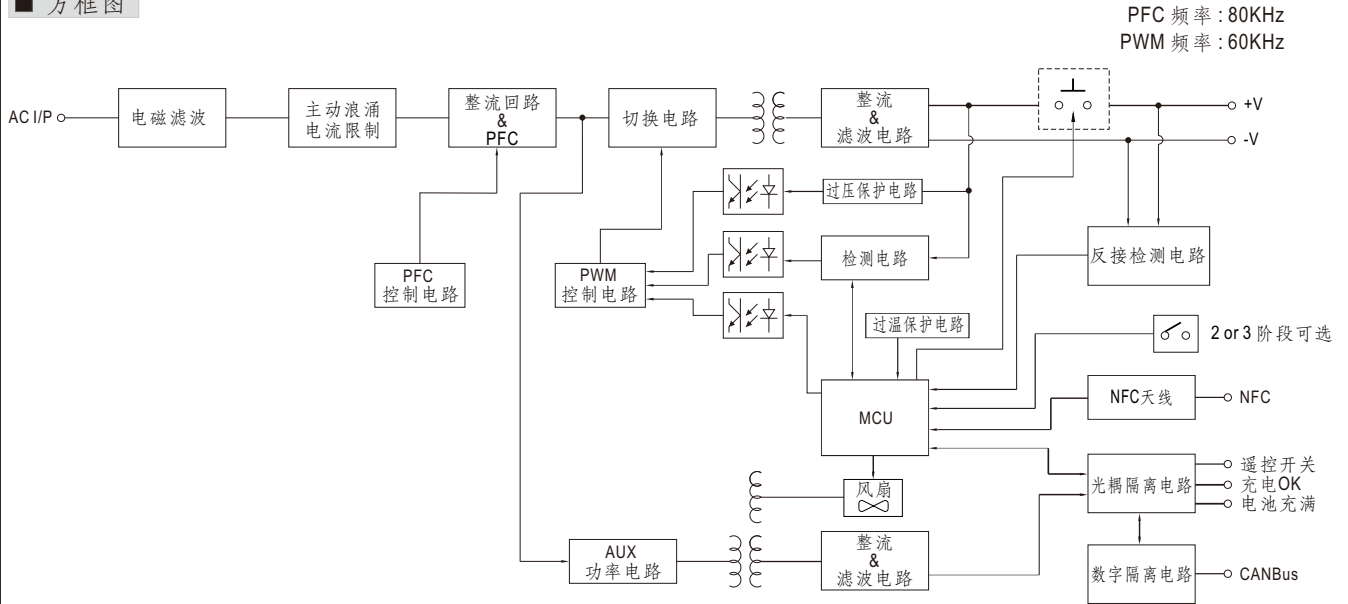 ■ 方框图
PFC 频率 : 80KHz
PWM 频率 : 60KHz
AC I/P
电磁滤波
主动浪涌
电流限制
整流回路
&
PFC
切换电路
整流
&
滤波电路
+V
-V
过压保护电路
反接检测电路
检测电路
PFC
控制电路
PWM
控制电路
过温保护电路
2 or 3 阶段可选
MCU
NFC天线
NFC
光耦隔离电路
遥控开关
充电OK
电池充满
风扇
AUX
功率电路
整流
&
滤波电路
数字隔离电路
CANBus